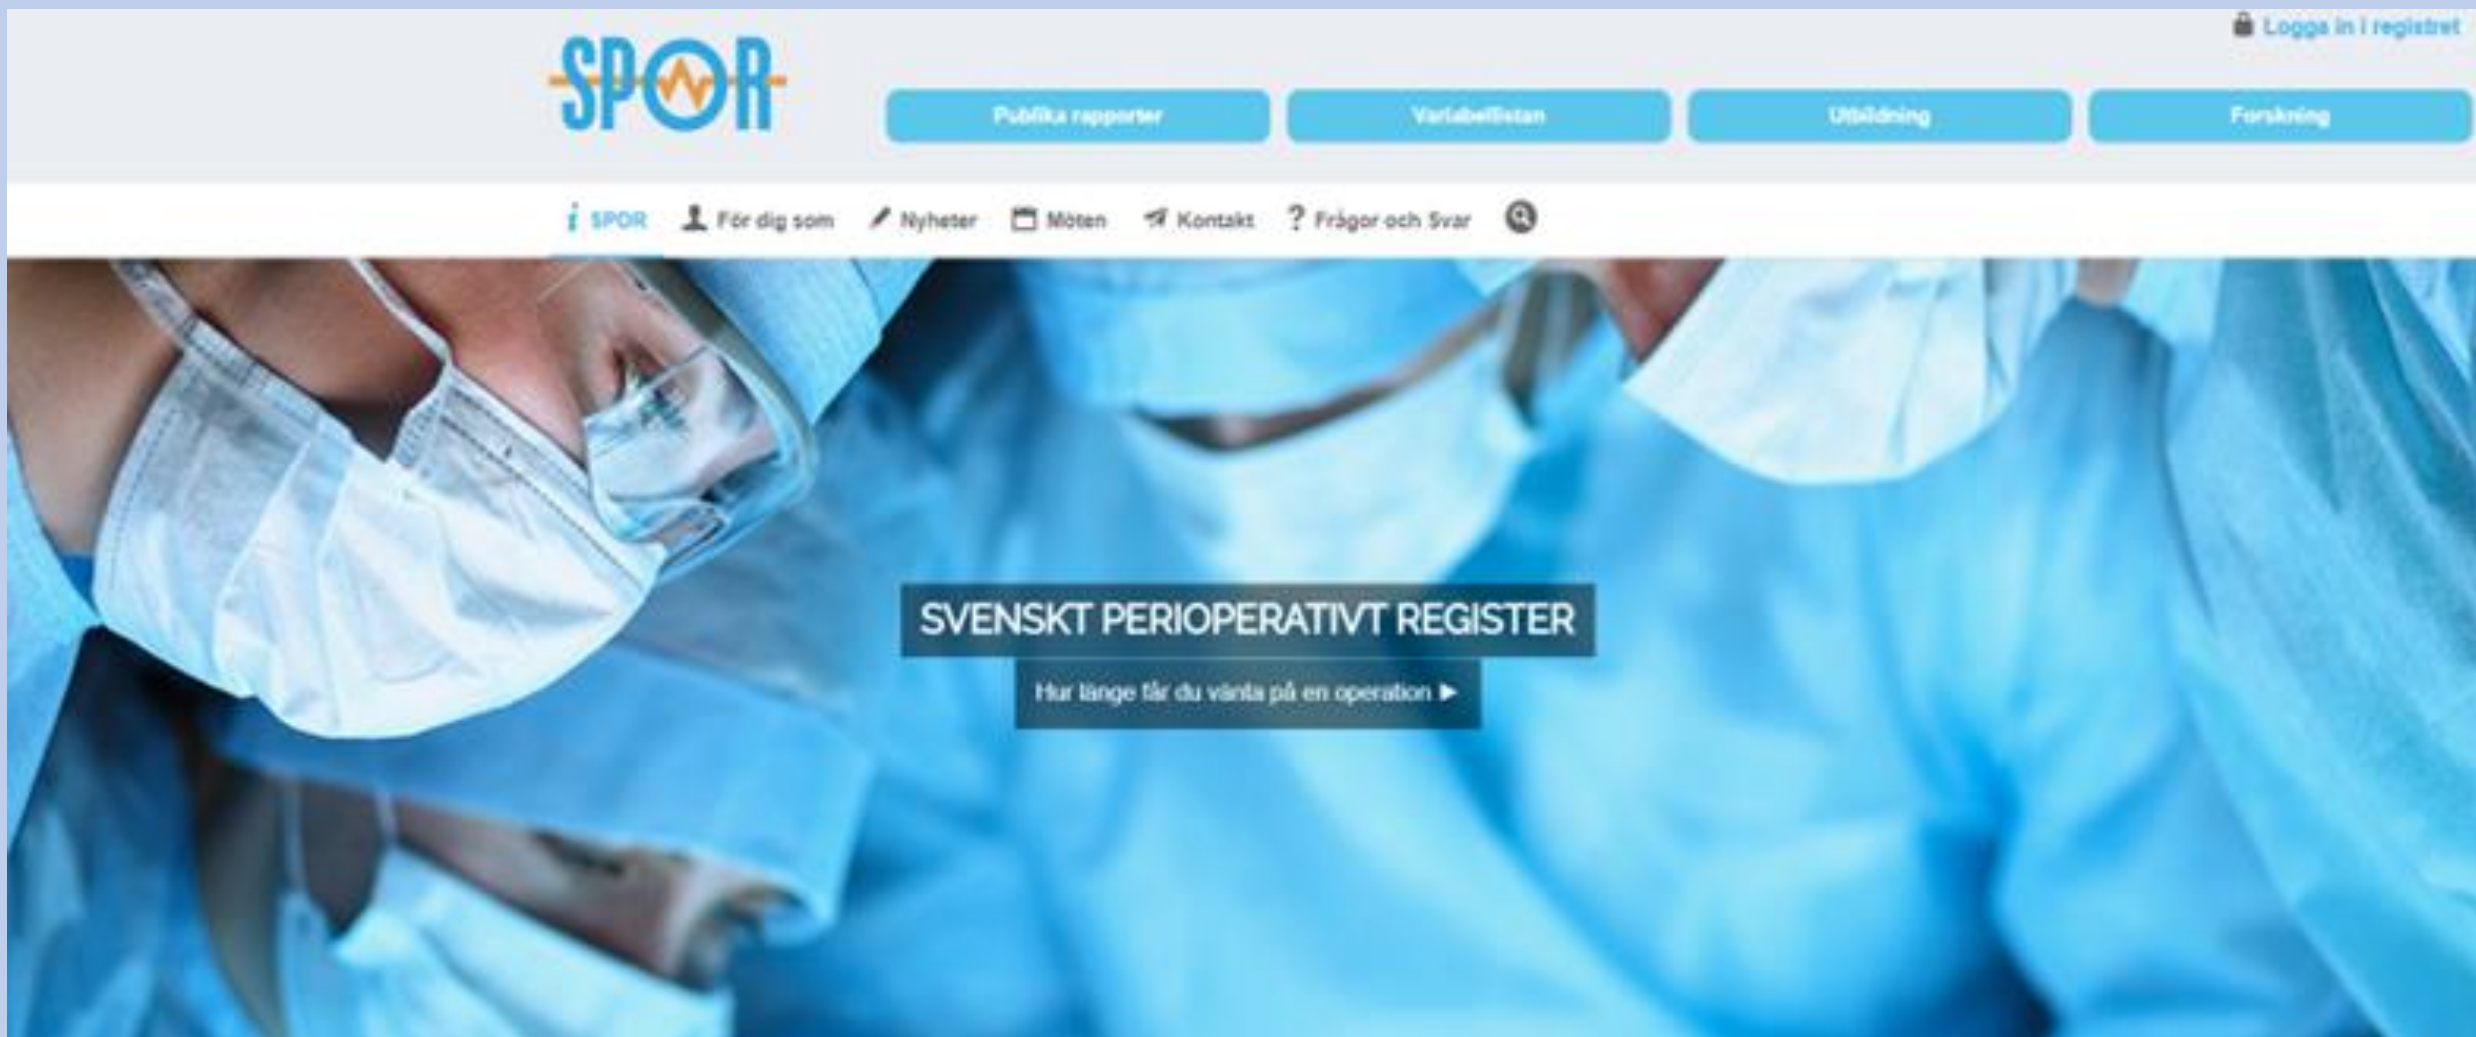 Logga in i registret
SPOR
Publika rapporter
Variabellistan
Utbildning
Forskning
i SPOR
För dig som
Nyheter
Möten
Kontakt
? Frågor och Svar
SVENSKT PERIOPERATIVT REGISTER
Hur länge får du vänta på en operation ▶